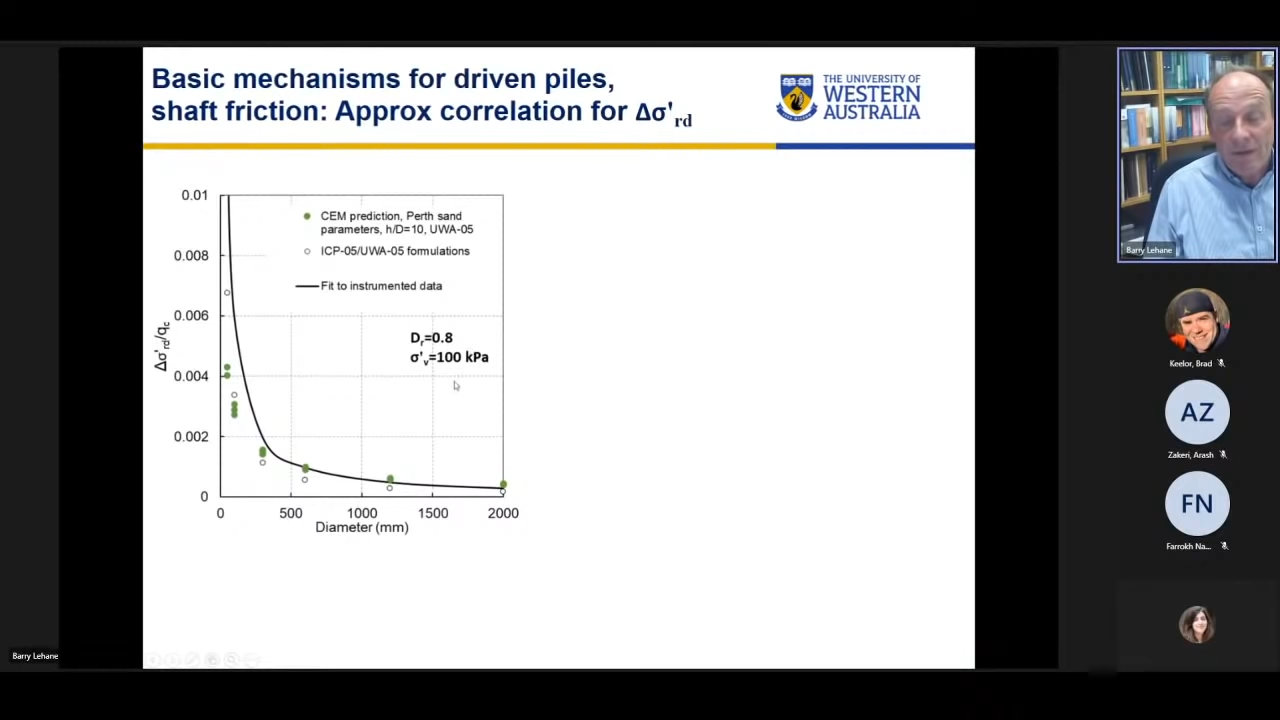 Basic mechanisms for driven piles,
shaft friction: Approx correlation for Δσ'rd
THE UNIVERSITY OF
WESTERN
AUSTRALIA
0.01
0.008
0.006
0.004
0.002
0
Δσ'rd/qc
CEM prediction, Perth sand
parameters, h/D=10, UWA-05
ICP-05/UWA-05 formulations
Fit to instrumented data
Dr=0.8
σ'v=100 kPa
0 500 1000 1500 2000
Diameter (mm)
Barry Lehane
Keelor, Brad
AZ
Zakeri, Arash
FN
Farrokh Na...
Barry Lehane